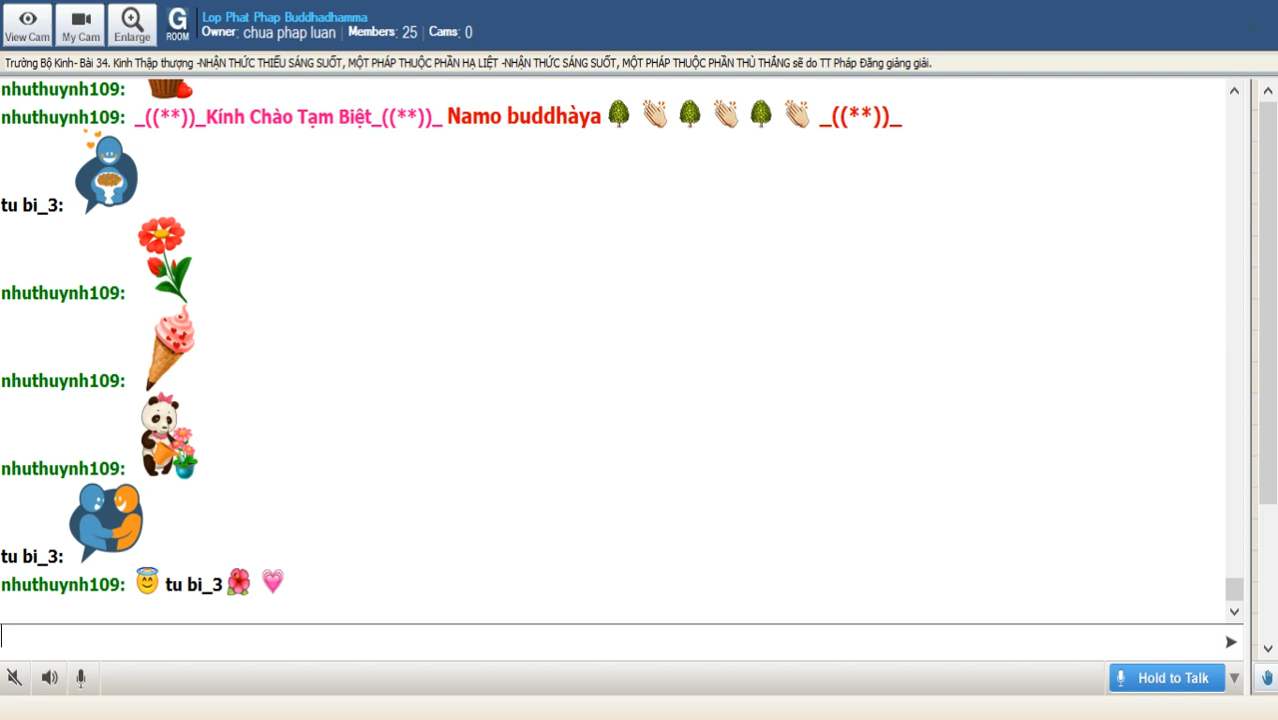 View Cam
My Cam
Enlarge
G
ROOM
Lop Phat Phap Buddhadhamma
Owner: chua phap luan | Members: 25 | Cams: 0
Trường Bộ Kinh- Bài 34. Kinh Thập thượng -NHẬN THỨC THIẾU SÁNG SUỐT, MỘT PHÁP THUỘC PHẦN HẠ LIỆT -NHẬN THỨC SÁNG SUỐT, MỘT PHÁP THUỘC PHẦN THÙ THẮNG sẽ do TT Pháp Đăng giảng giải.
nhuthuynh109:
nhuthuynh109: _((**))_Kính Chào Tạm Biệt_((**))_ Namo buddhàya _((**))_
tu bi_3:
nhuthuynh109:
nhuthuynh109:
nhuthuynh109:
tu bi_3:
nhuthuynh109: tu bi_3
Hold to Talk